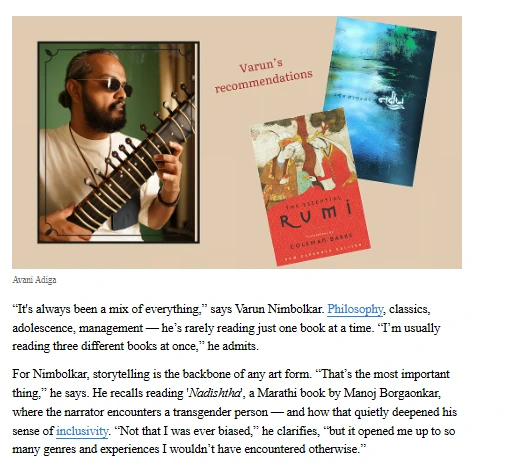 Varun's
recommendations
THE ESSENTIAL
RUMI
COLEMAN BARKS
NEW EXPANDED EDITION
Avani Adiga
“It's always been a mix of everything,” says Varun Nimbolkar. Philosophy, classics,
adolescence, management — he’s rarely reading just one book at a time. “I’m usually
reading three different books at once,” he admits.
For Nimbolkar, storytelling is the backbone of any art form. “That’s the most important
thing,” he says. He recalls reading 'Nadishtha', a Marathi book by Manoj Borgaonkar,
where the narrator encounters a transgender person — and how that quietly deepened his
sense of inclusivity. “Not that I was ever biased,” he clarifies, “but it opened me up to so
many genres and experiences I wouldn’t have encountered otherwise.”